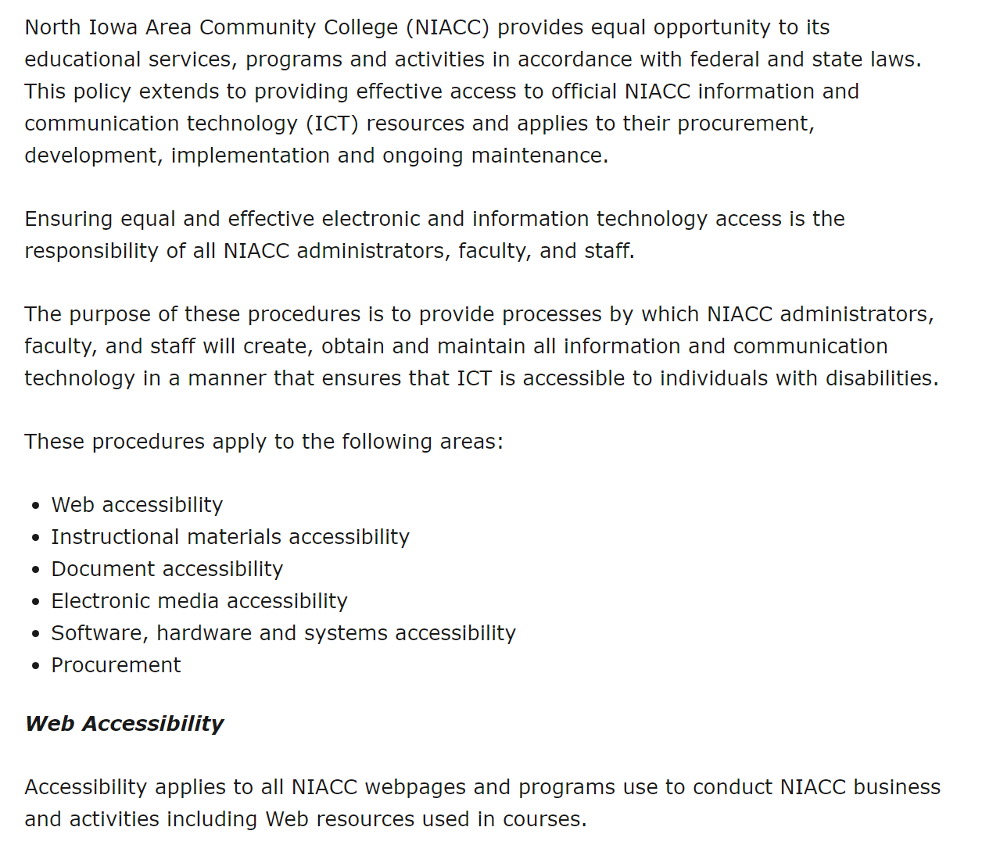 North Iowa Area Community College (NIACC) provides equal opportunity to its
educational services, programs and activities in accordance with federal and state laws.
This policy extends to providing effective access to official NIACC information and
communication technology (ICT) resources and applies to their procurement,
development, implementation and ongoing maintenance.
Ensuring equal and effective electronic and information technology access is the
responsibility of all NIACC administrators, faculty, and staff.
The purpose of these procedures is to provide processes by which NIACC administrators,
faculty, and staff will create, obtain and maintain all information and communication
technology in a manner that ensures that ICT is accessible to individuals with disabilities.
These procedures apply to the following areas:
• Web accessibility
• Instructional materials accessibility
• Document accessibility
• Electronic media accessibility
• Software, hardware and systems accessibility
• Procurement
Web Accessibility
Accessibility applies to all NIACC webpages and programs use to conduct NIACC business
and activities including Web resources used in courses.